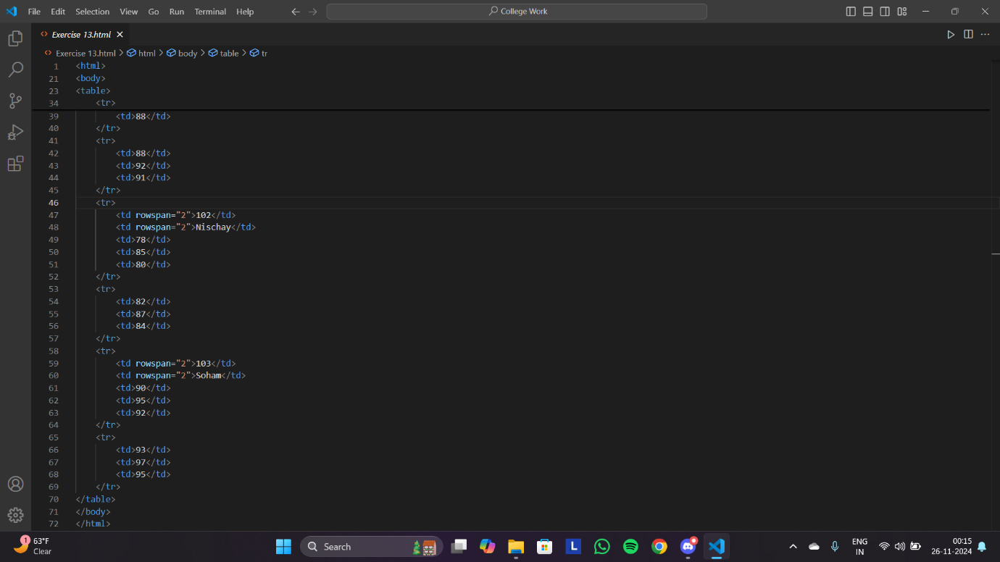 File Edit Selection View Go Run Terminal Help College Work
Exercise 13.html
Exercise 13.html > html > body > table > tr
1 <html>
21 <body>
23 <table>
34 <tr>
39 <td>88</td>
40 </tr>
41 <tr>
42 <td>88</td>
43 <td>92</td>
44 <td>91</td>
45 </tr>
46 <tr>
47 <td rowspan="2">102</td>
48 <td rowspan="2">Nischay</td>
49 <td>78</td>
50 <td>85</td>
51 <td>80</td>
52 </tr>
53 <tr>
54 <td>82</td>
55 <td>87</td>
56 <td>84</td>
57 </tr>
58 <tr>
59 <td rowspan="2">103</td>
60 <td rowspan="2">Soham</td>
61 <td>90</td>
62 <td>95</td>
63 <td>92</td>
64 </tr>
65 <tr>
66 <td>93</td>
67 <td>97</td>
68 <td>95</td>
69 </tr>
70 </table>
71 </body>
72 </html>
1 63°F
Clear
Search
L
ENG
IN
00:15
26-11-2024